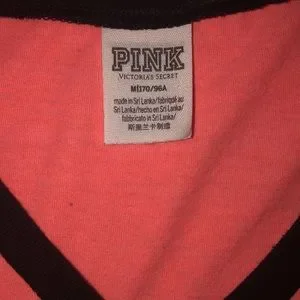 PINK
VICTORIA'S SECRET
M|170/96A
made in Sri Lanka/fabriqué au
Sri Lanka/hecho en Sri Lanka/
fabbricato in Sri Lanka/
斯里兰卡制造